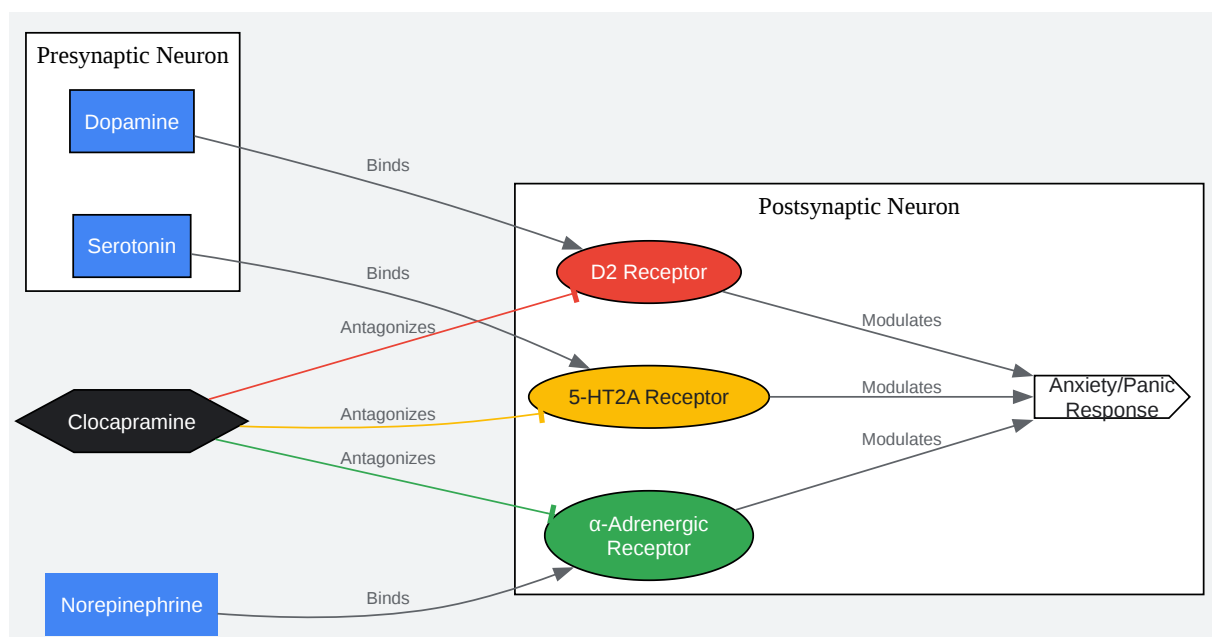 Presynaptic Neuron
Dopamine
Serotonin
Clocapramine
Norepinephrine
Binds
Binds
Antagonizes
Antagonizes
Antagonizes
Binds
Postsynaptic Neuron
D2 Receptor
5-HT2A Receptor
α-Adrenergic
Receptor
Modulates
Modulates
Modulates
Anxiety/Panic
Response